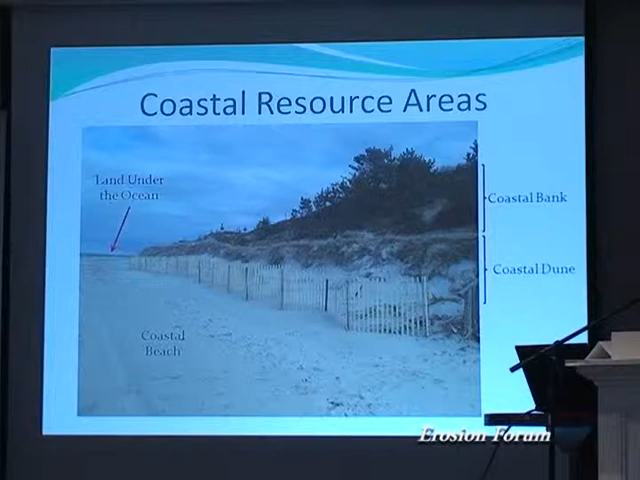 Coastal Resource Areas
Land Under
the Ocean
Coastal Bank
Coastal Dune
Coastal
Beach
Erosion Forum